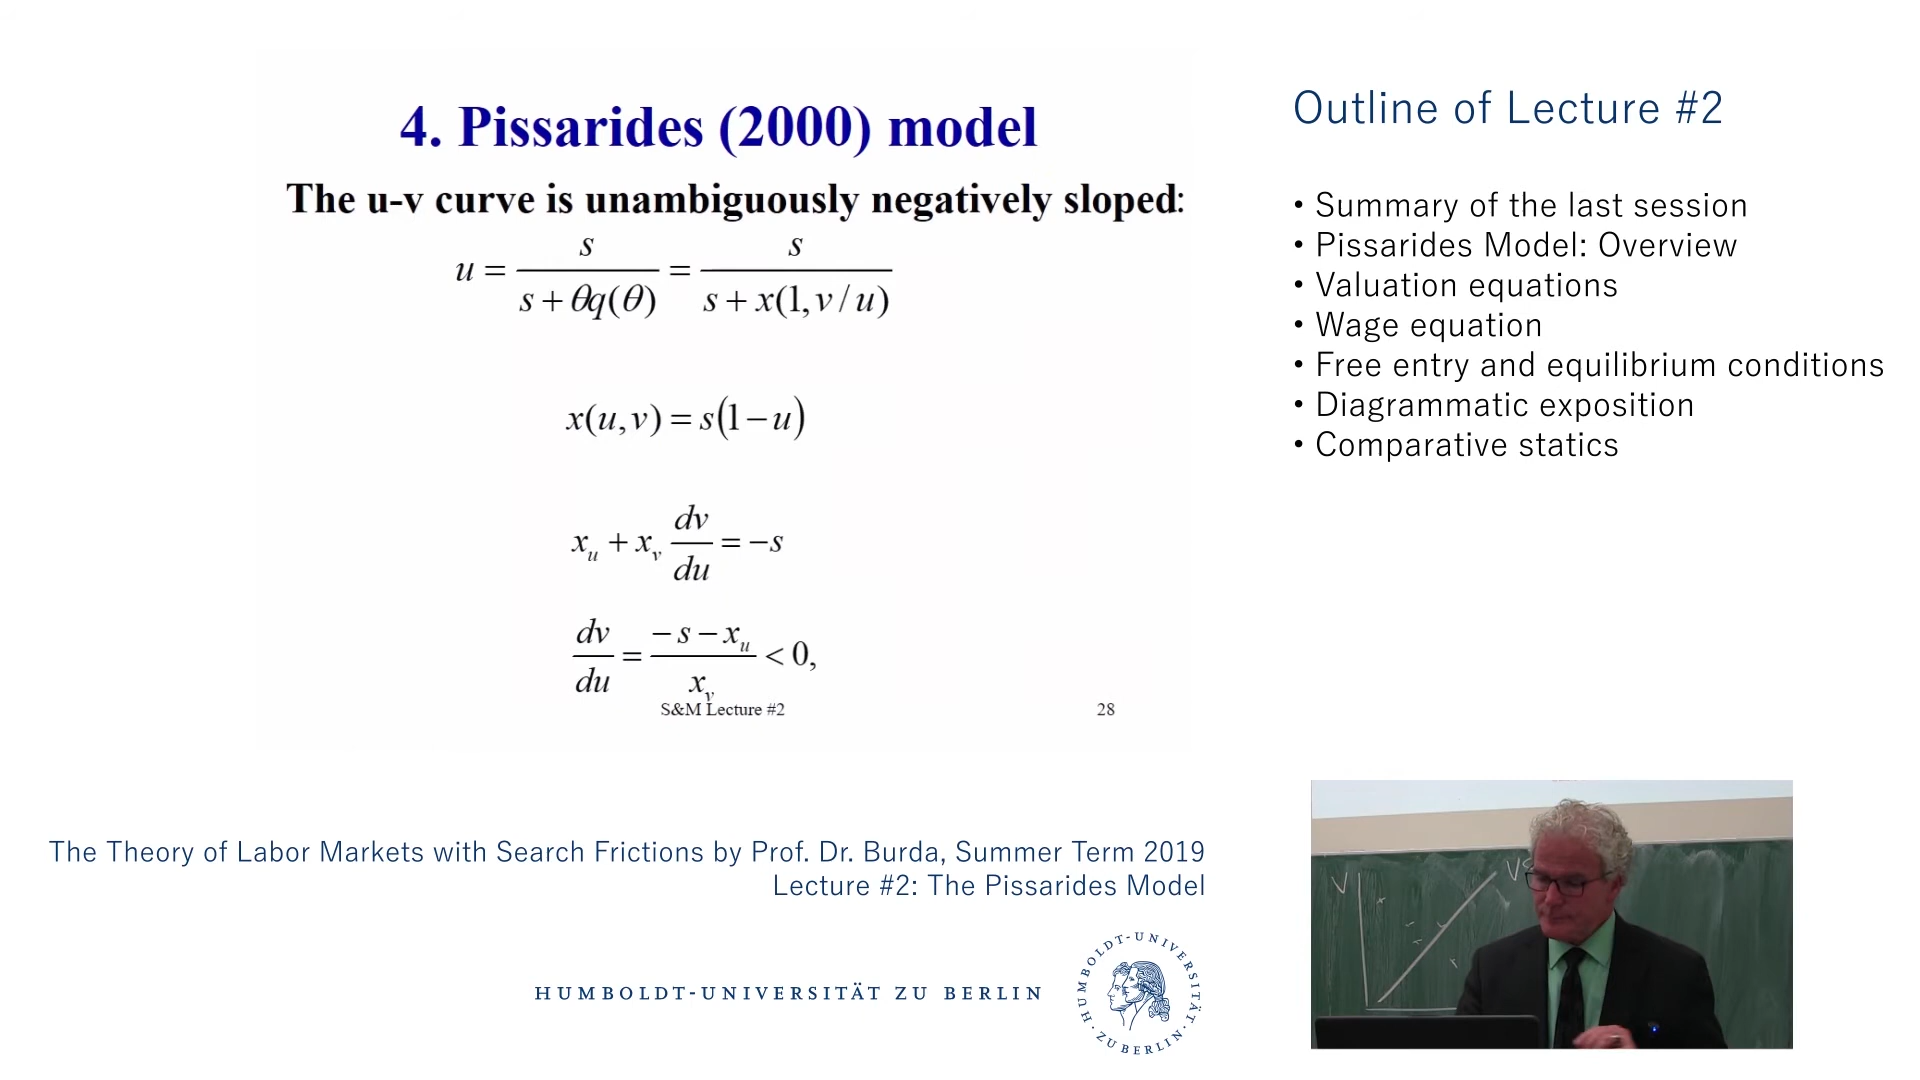 4. Pissarides (2000) model
The u-v curve is unambiguously negatively sloped:
u = s / (s + θq(θ)) = s / (s + x(1, v / u))
x(u, v) = s(1 − u)
x_u + x_v dv/du = −s
dv/du = (− s − x_u) / x_v < 0,
S&M Lecture #2
28
Outline of Lecture #2
• Summary of the last session
• Pissarides Model: Overview
• Valuation equations
• Wage equation
• Free entry and equilibrium conditions
• Diagrammatic exposition
• Comparative statics
The Theory of Labor Markets with Search Frictions by Prof. Dr. Burda, Summer Term 2019
Lecture #2: The Pissarides Model
HUMBOLDT-UNIVERSITÄT ZU BERLIN
HUMBOLDT-UNIVERSITÄT · ZU BERLIN ·
V